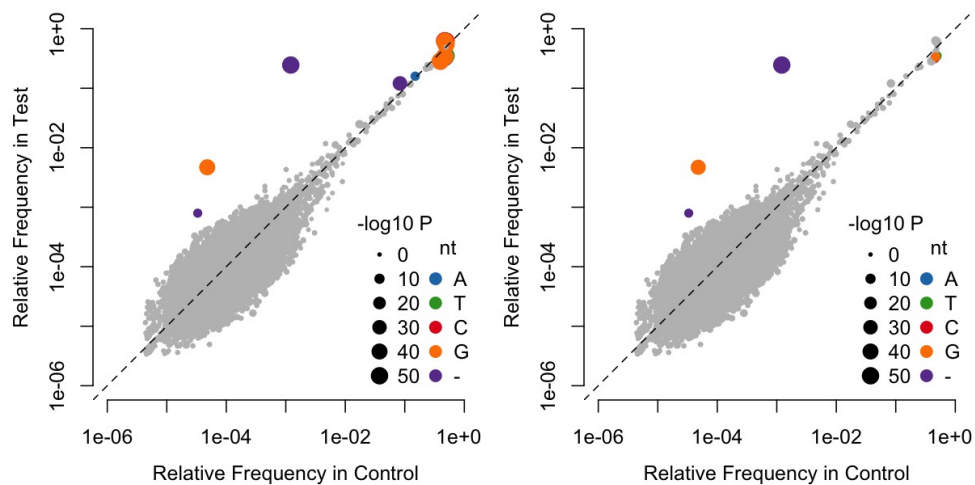 1e+0
1e-02
1e-04
1e-06
Relative Frequency in Test
-log10 P
nt
0
10 A
20 T
30 C
40 G
50 -
1e-06 1e-04 1e-02 1e+0
Relative Frequency in Control
1e+0
1e-02
1e-04
1e-06
Relative Frequency in Test
-log10 P
nt
0
10 A
20 T
30 C
40 G
50 -
1e-06 1e-04 1e-02 1e+0
Relative Frequency in Control